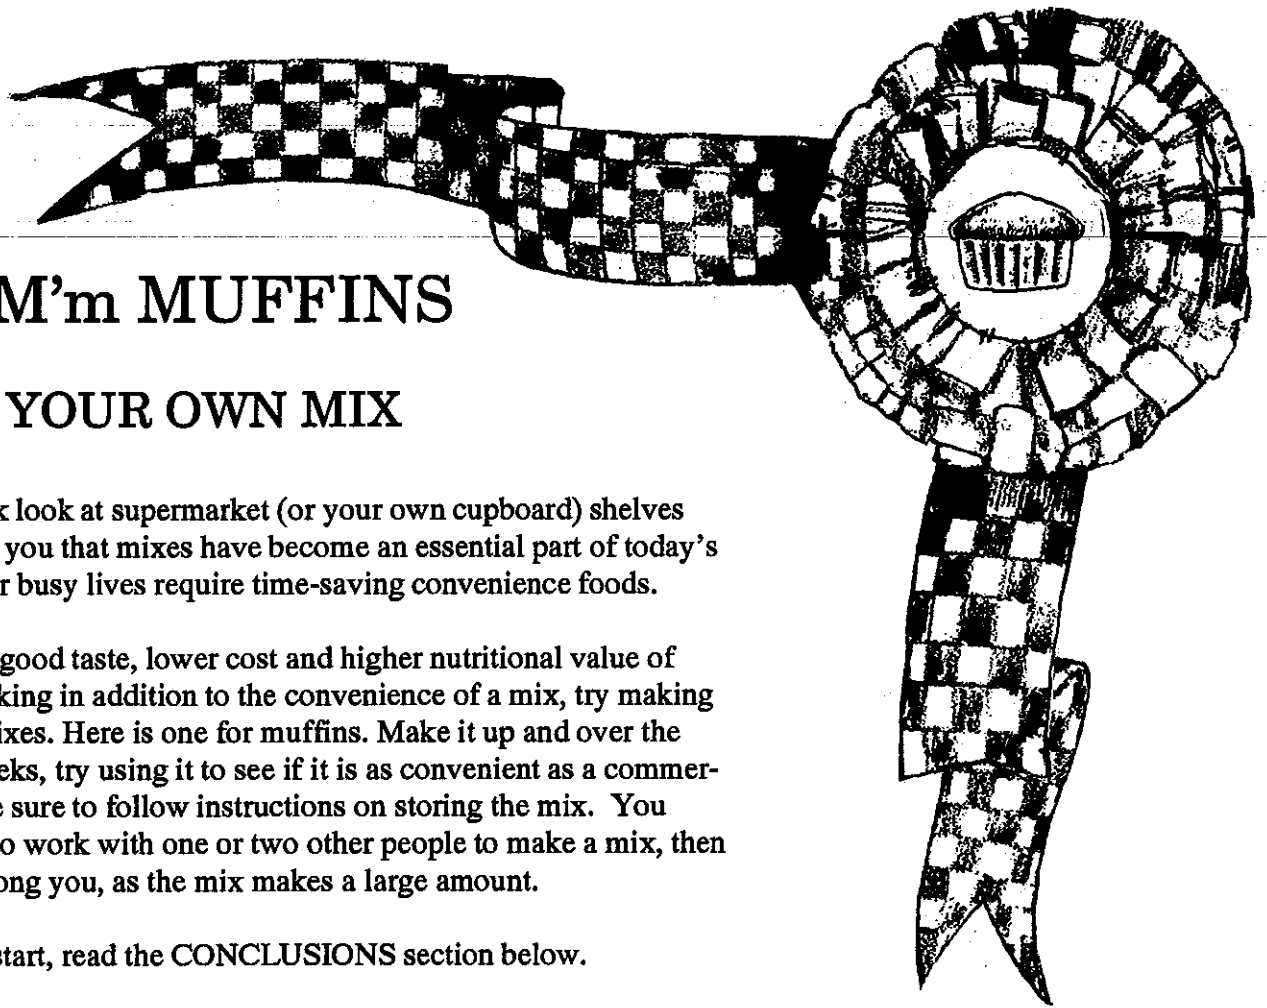 M'm MUFFINS
YOUR OWN MIX
k look at supermarket (or your own cupboard) shelves
you that mixes have become an essential part of today's
r busy lives require time-saving convenience foods.
good taste, lower cost and higher nutritional value of
king in addition to the convenience of a mix, try making
ixes. Here is one for muffins. Make it up and over the
eks, try using it to see if it is as convenient as a commer-
e sure to follow instructions on storing the mix. You
o work with one or two other people to make a mix, then
ong you, as the mix makes a large amount.
start, read the CONCLUSIONS section below.